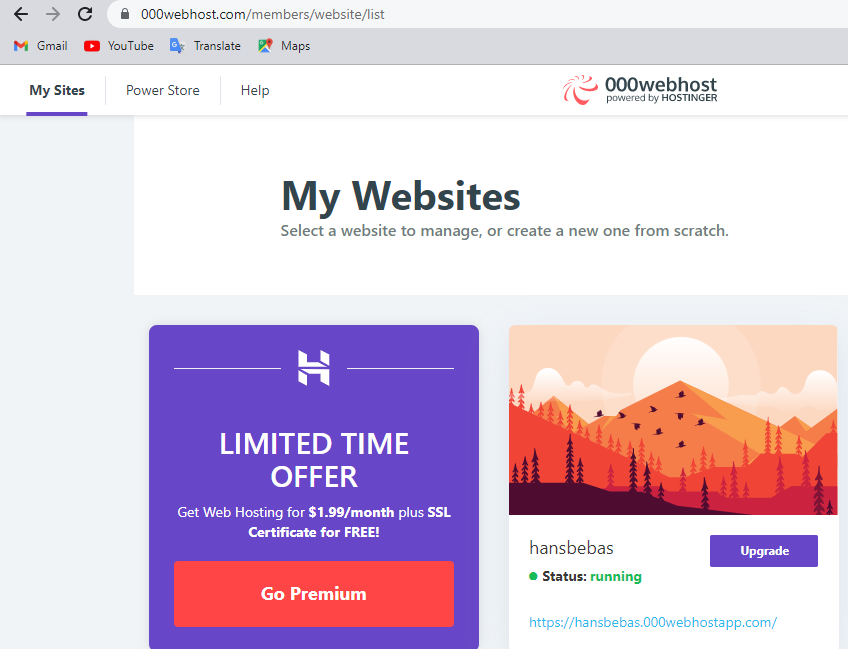 000webhost.com/members/website/list
Gmail YouTube Translate Maps
My Sites Power Store Help
000webhost
powered by HOSTINGER
My Websites
Select a website to manage, or create a new one from scratch.
LIMITED TIME
OFFER
Get Web Hosting for $1.99/month plus SSL
Certificate for FREE!
Go Premium
hansbebas
Upgrade
Status: running
https://hansbebas.000webhostapp.com/